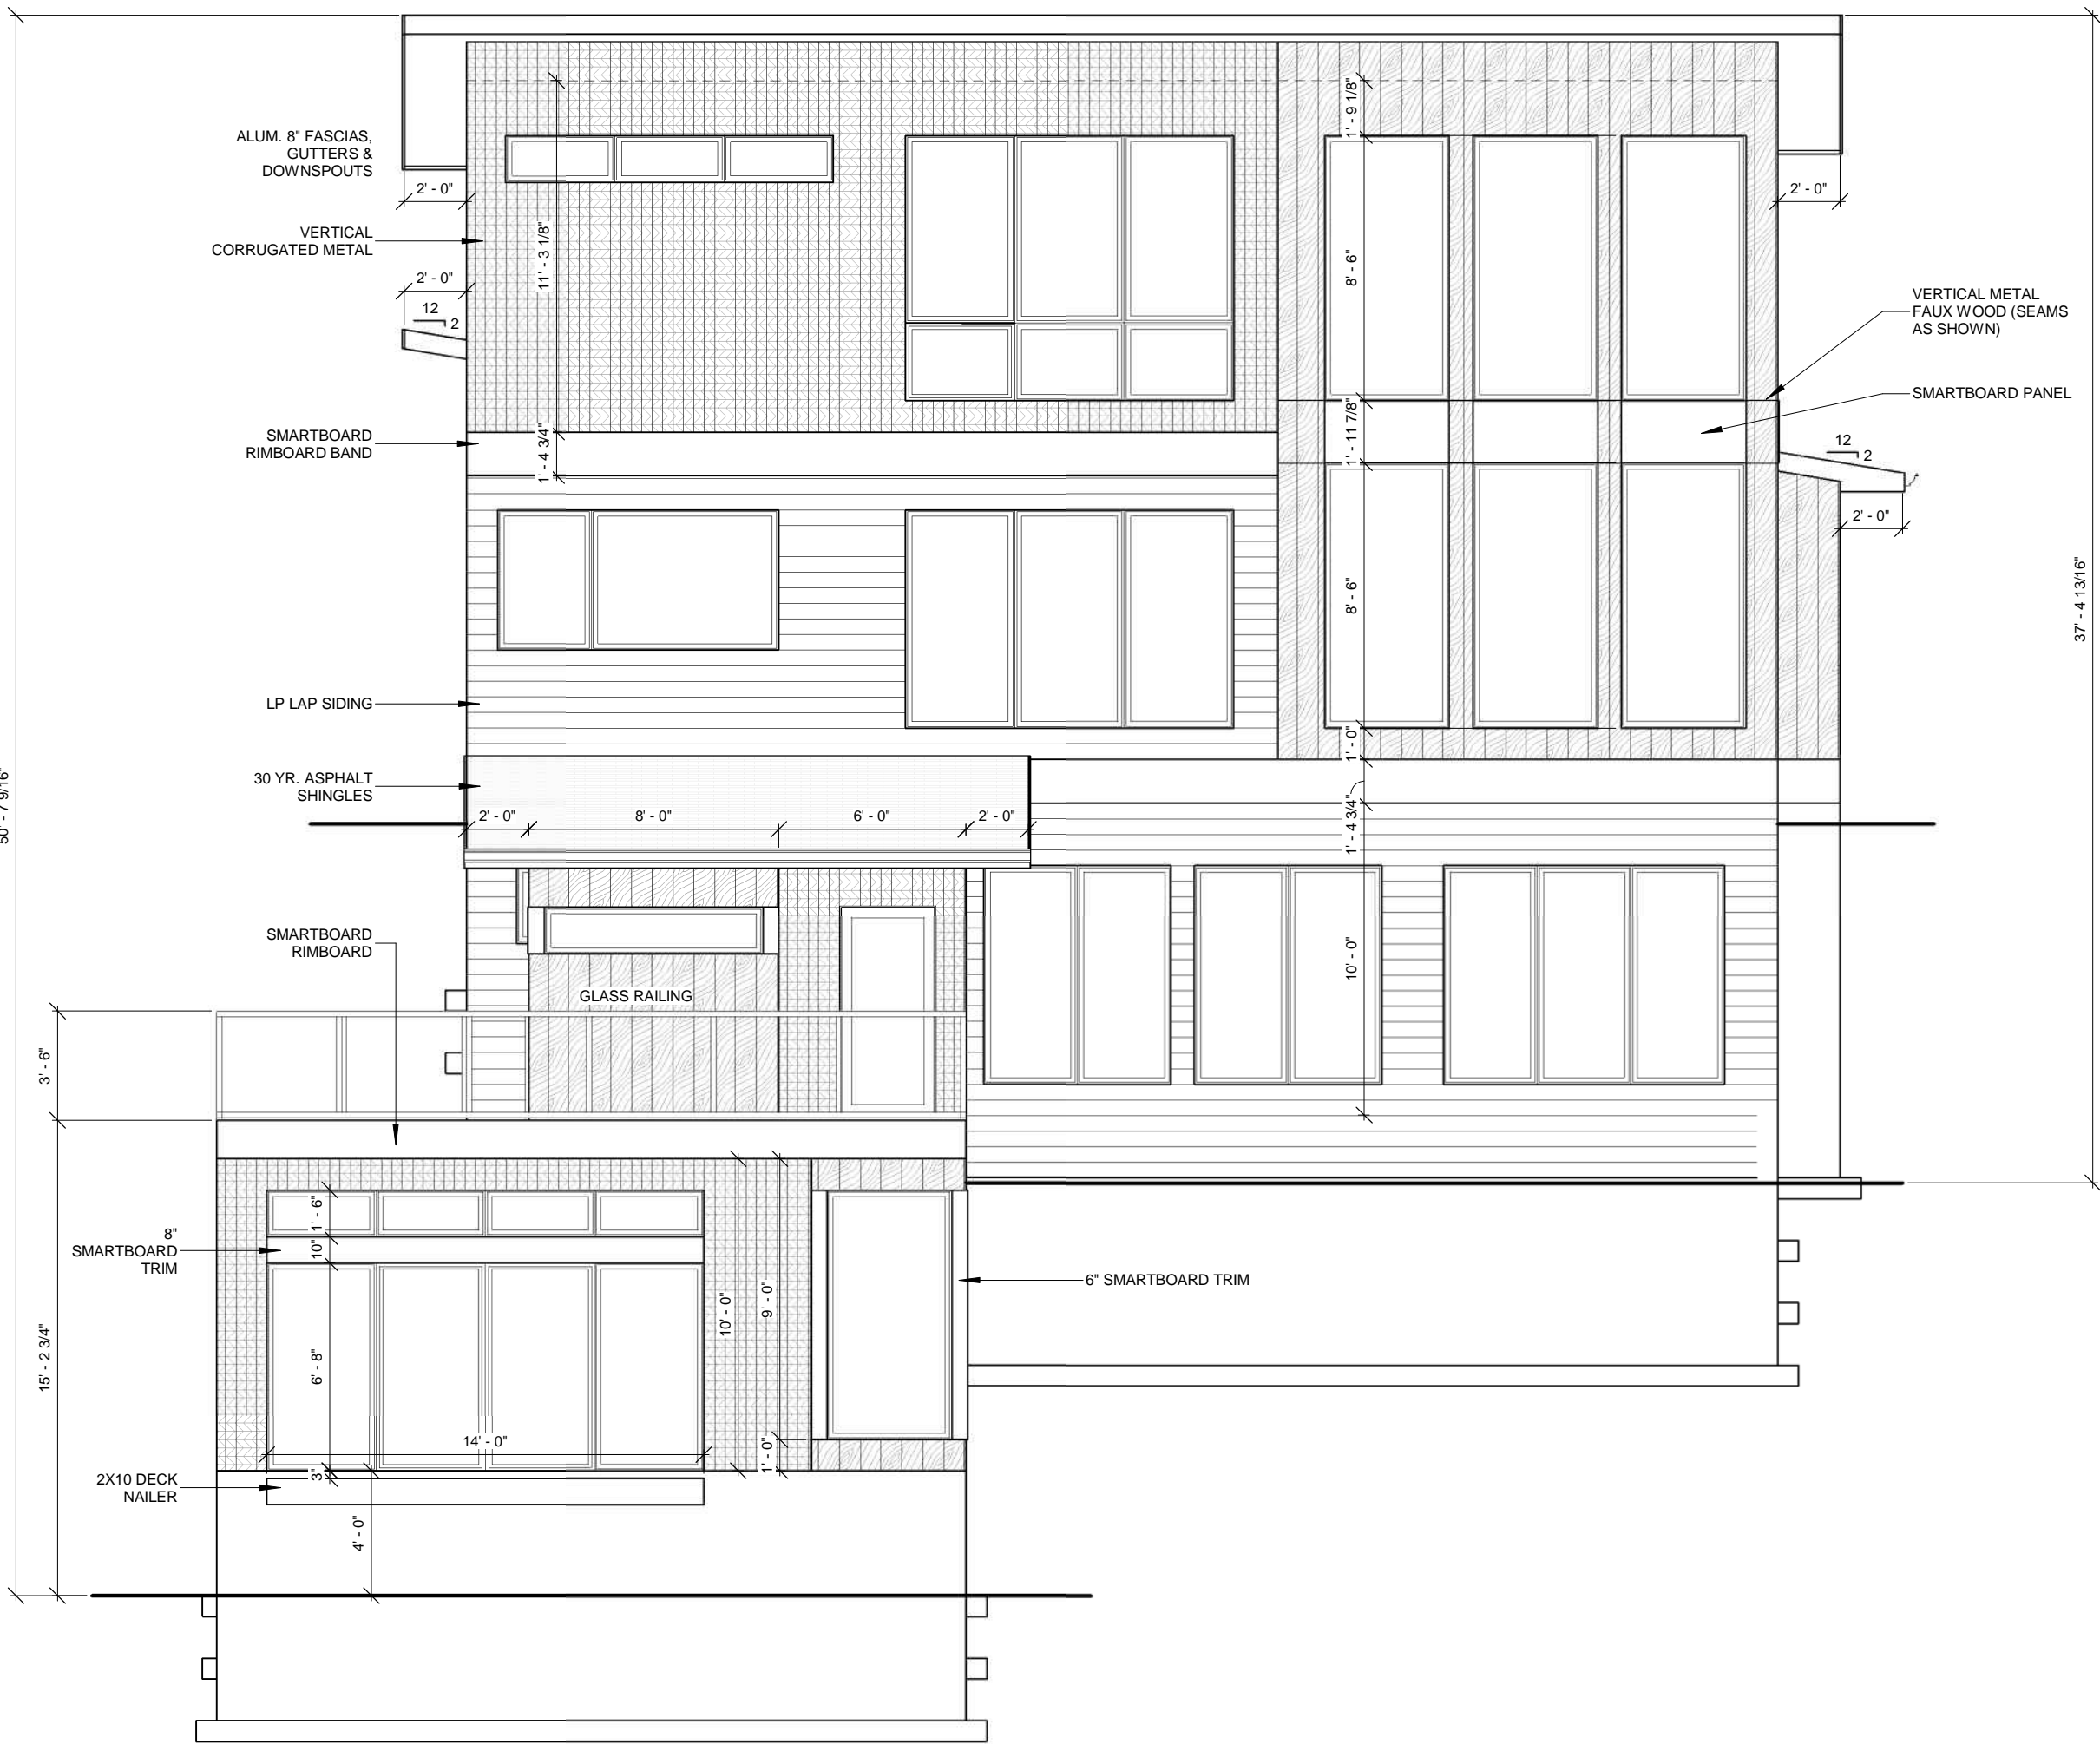 ALUM. 8" FASCIAS,
GUTTERS &
DOWNSPOUTS
2' - 0"
VERTICAL
CORRUGATED METAL
2' - 0"
12
2
11' - 3 1/8"
1' - 9 1/8"
8' - 6"
2' - 0"
VERTICAL METAL
FAUX WOOD (SEAMS
AS SHOWN)
SMARTBOARD PANEL
SMARTBOARD
RIMBOARD BAND
1' - 4 3/4"
1' - 11 7/8"
12
2
2' - 0"
8' - 6"
37' - 4 13/16"
LP LAP SIDING
1' - 0"
30 YR. ASPHALT
SHINGLES
2' - 0"
8' - 0"
6' - 0"
2' - 0"
1' - 4 3/4"
50' - 7 9/16"
SMARTBOARD
RIMBOARD
GLASS RAILING
10' - 0"
3' - 6"
8"
SMARTBOARD
TRIM
1' - 6"
10"
6' - 8"
10' - 0"
9' - 0"
6" SMARTBOARD TRIM
15' - 2 3/4"
14' - 0"
1' - 0"
2X10 DECK
NAILER
3"
4' - 0"